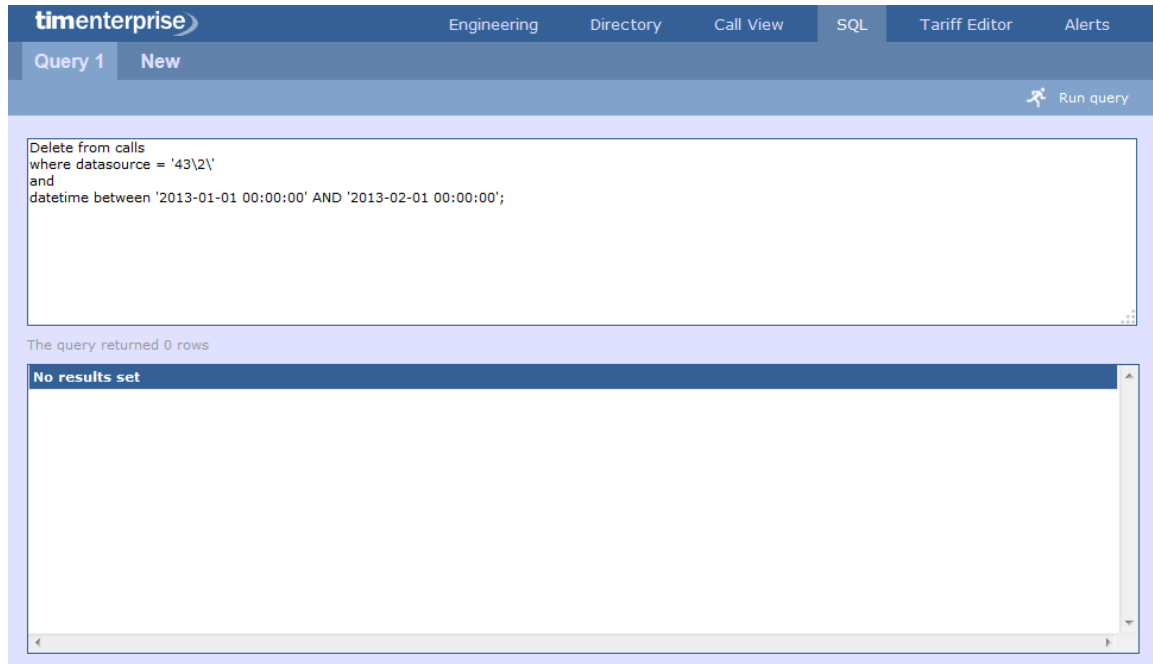 timenterprise Engineering Directory Call View SQL Tariff Editor Alerts
Query 1 New
Run query
Delete from calls
where datasource = '43\2\'
and
datetime between '2013-01-01 00:00:00' AND '2013-02-01 00:00:00';
The query returned 0 rows
No results set